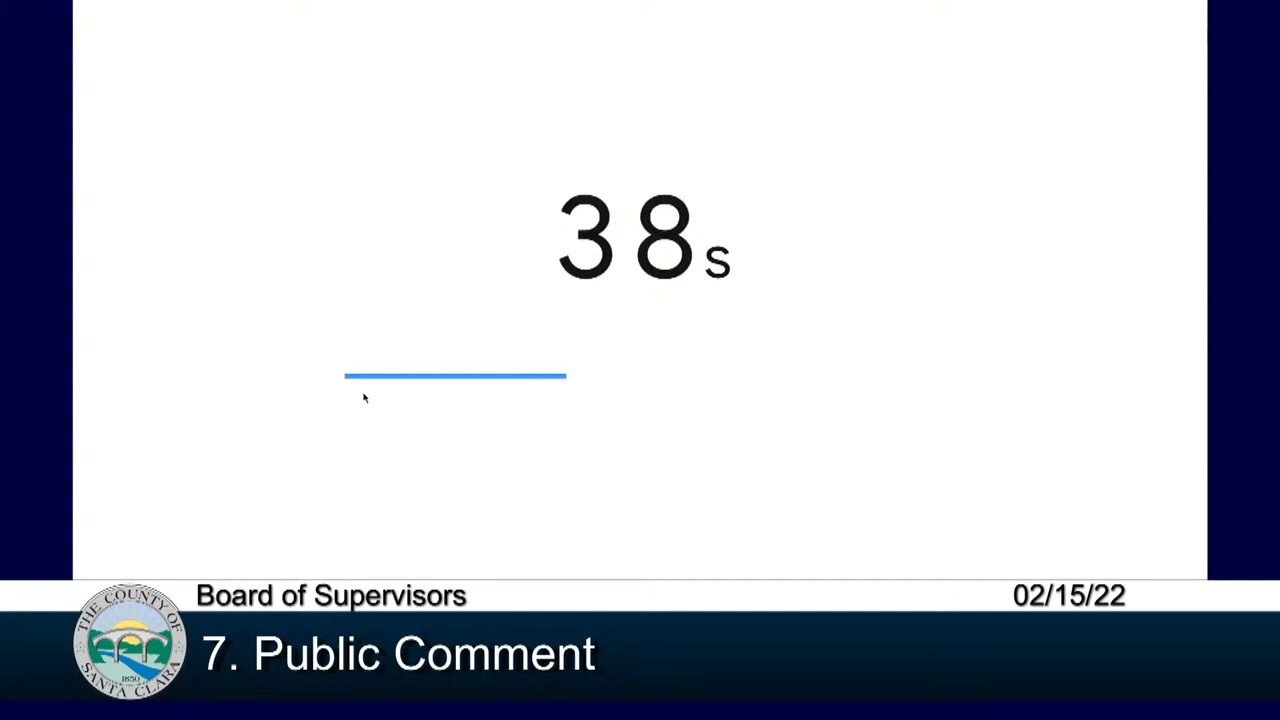 38s
Board of Supervisors
02/15/22
7. Public Comment
THE COUNTY OF
SANTA CLARA
1850